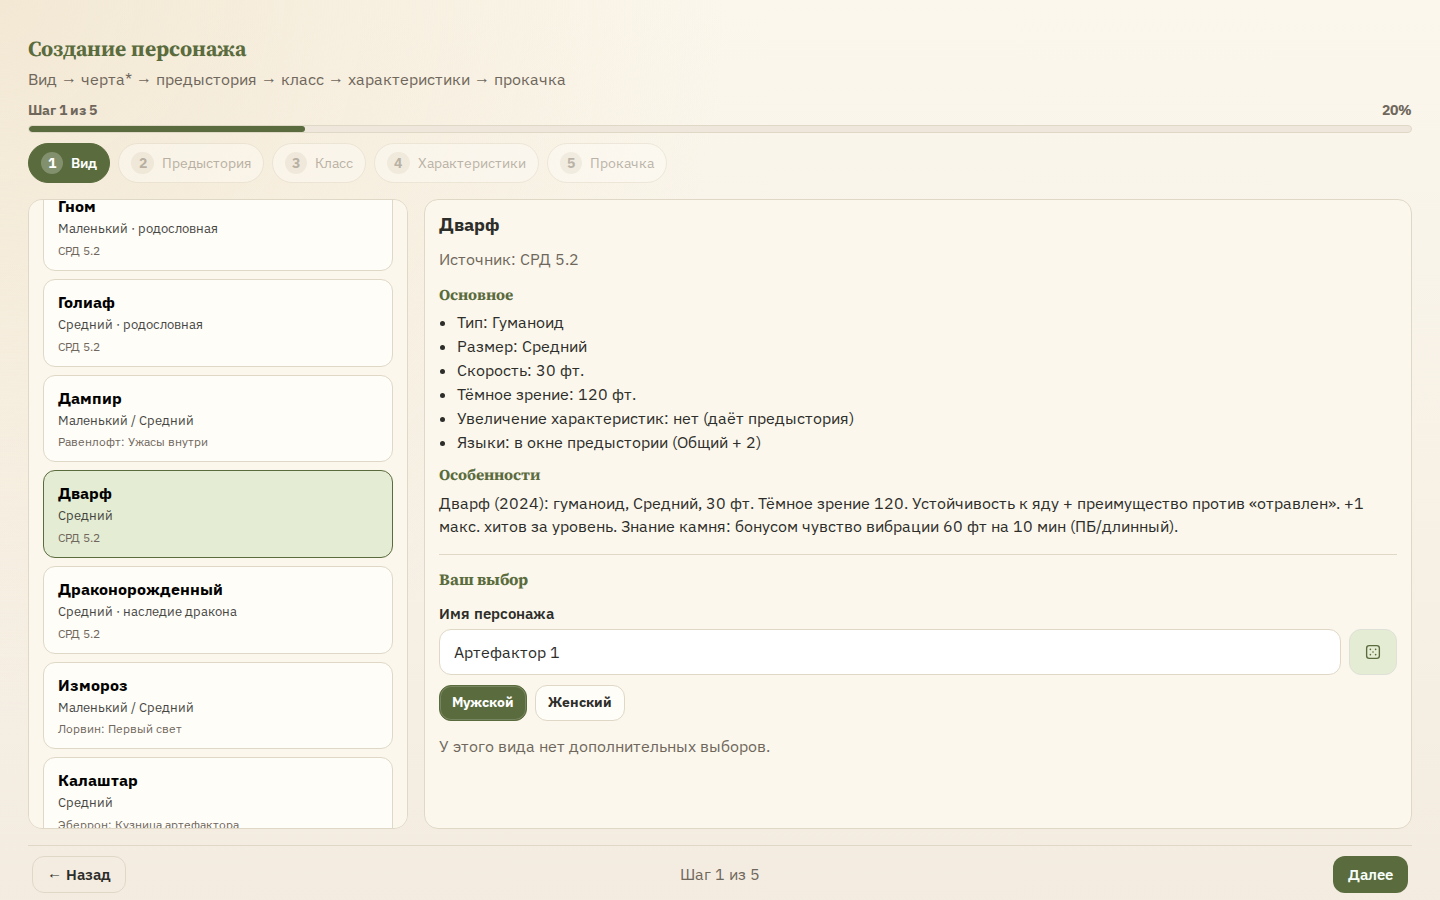 Создание персонажа
Вид → черта* → предыстория → класс → характеристики → прокачка
Шаг 1 из 5
20%
1 Вид
2 Предыстория
3 Класс
4 Характеристики
5 Прокачка
Гном
Маленький · родословная
СРД 5.2
Голиаф
Средний · родословная
СРД 5.2
Дампир
Маленький / Средний
Равенлофт: Ужасы внутри
Дварф
Средний
СРД 5.2
Драконорожденный
Средний · наследие дракона
СРД 5.2
Измороз
Маленький / Средний
Лорвин: Первый свет
Калаштар
Средний
Эберрон: Кузница артефактора
Дварф
Источник: СРД 5.2
Основное
• Тип: Гуманоид
• Размер: Средний
• Скорость: 30 фт.
• Тёмное зрение: 120 фт.
• Увеличение характеристик: нет (даёт предыстория)
• Языки: в окне предыстории (Общий + 2)
Особенности
Дварф (2024): гуманоид, Средний, 30 фт. Тёмное зрение 120. Устойчивость к яду + преимущество против «отравлен». +1
макс. хитов за уровень. Знание камня: бонусом чувство вибрации 60 фт на 10 мин (ПБ/длинный).
Ваш выбор
Имя персонажа
Артефактор 1
Мужской
Женский
У этого вида нет дополнительных выборов.
← Назад
Шаг 1 из 5
Далее